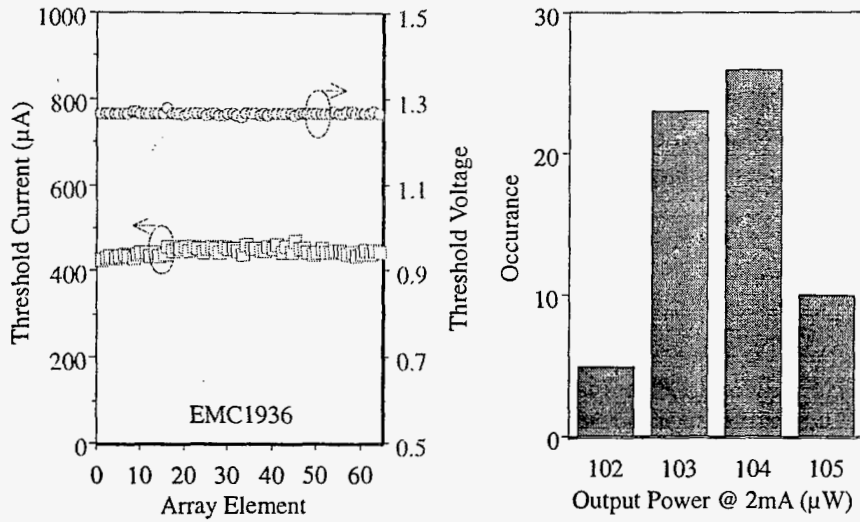 1000
800
600
400
200
0
Threshold Current (µA)
0 10 20 30 40 50 60
Array Element
EMC1936
1.5
1.3
1.1
0.9
0.7
0.5
Threshold Voltage
30
20
10
0
Occurance
102 103 104 105
Output Power @ 2mA (µW)